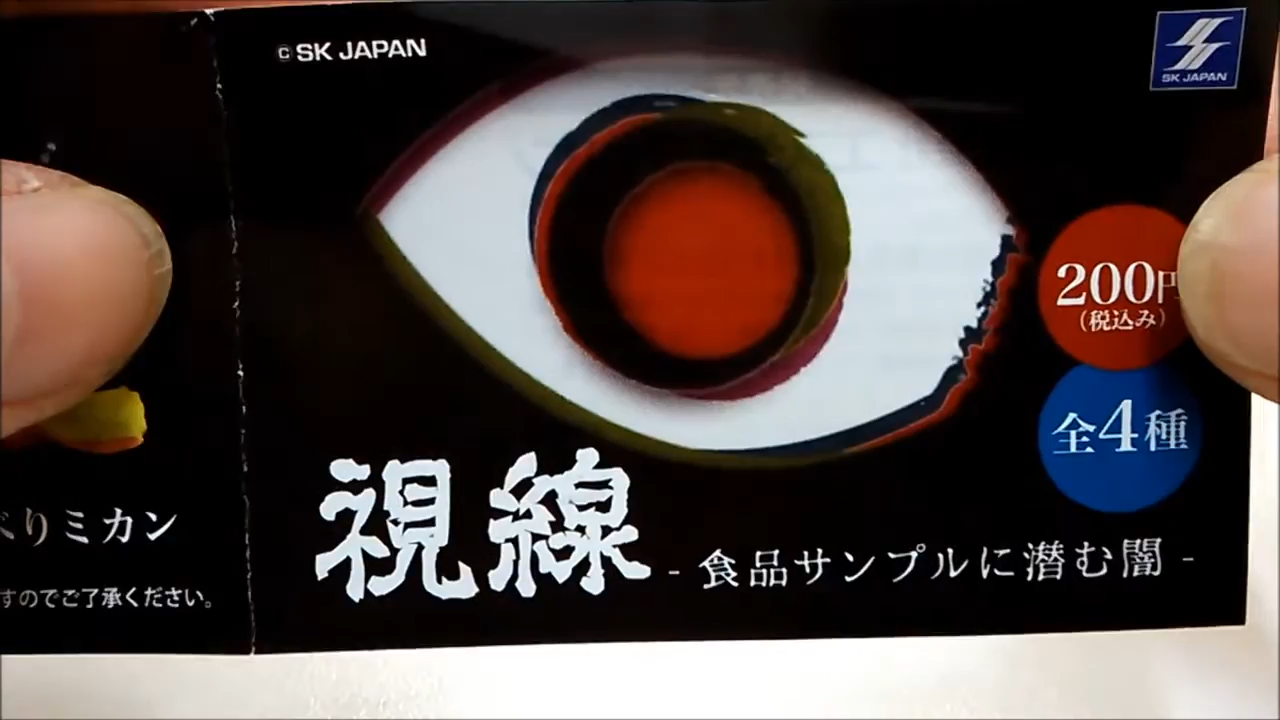 ©SK JAPAN
SK JAPAN
200円
(税込み)
全4種
視線
- 食品サンプルに潜む闇 -
べりミカン
すのでご了承ください。